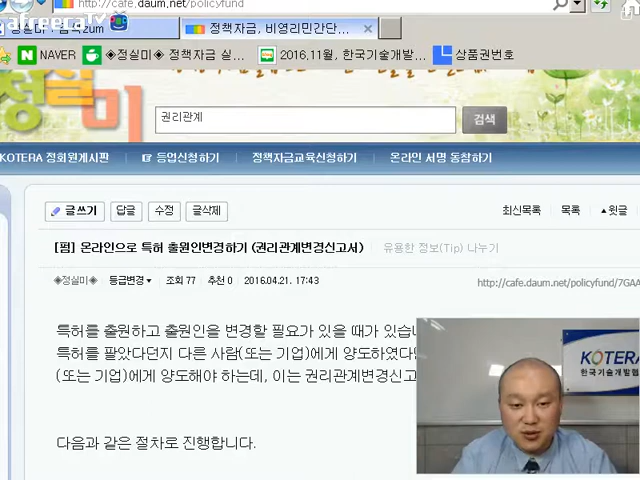 cafe.daum.net/policyfund
afreecaTV
zum
정책자금, 비영리민간단...
NAVER
◈정실미◈ 정책자금 실...
2016.11월, 한국기술개발...
상품권번호
정실미
권리관계
검색
KOTERA 정회원게시판
등업신청하기
정책자금교육신청하기
온라인 서명 동참하기
글쓰기
답글
수정
글삭제
최신목록
목록
▲윗글
[펌] 온라인으로 특허 출원인변경하기 (권리관계변경신고서)
유용한 정보(Tip) 나누기
◈정실미◈
등급변경▼
조회 77
추천 0
2016.04.21. 17:43
http://cafe.daum.net/policyfund/7GAA
특허를 출원하고 출원인을 변경할 필요가 있을 때가 있습
특허를 팔았다던지 다른 사람(또는 기업)에게 양도하였다
(또는 기업)에게 양도해야 하는데, 이는 권리관계변경신고
다음과 같은 절차로 진행합니다.
KOTERA
한국기술개발협